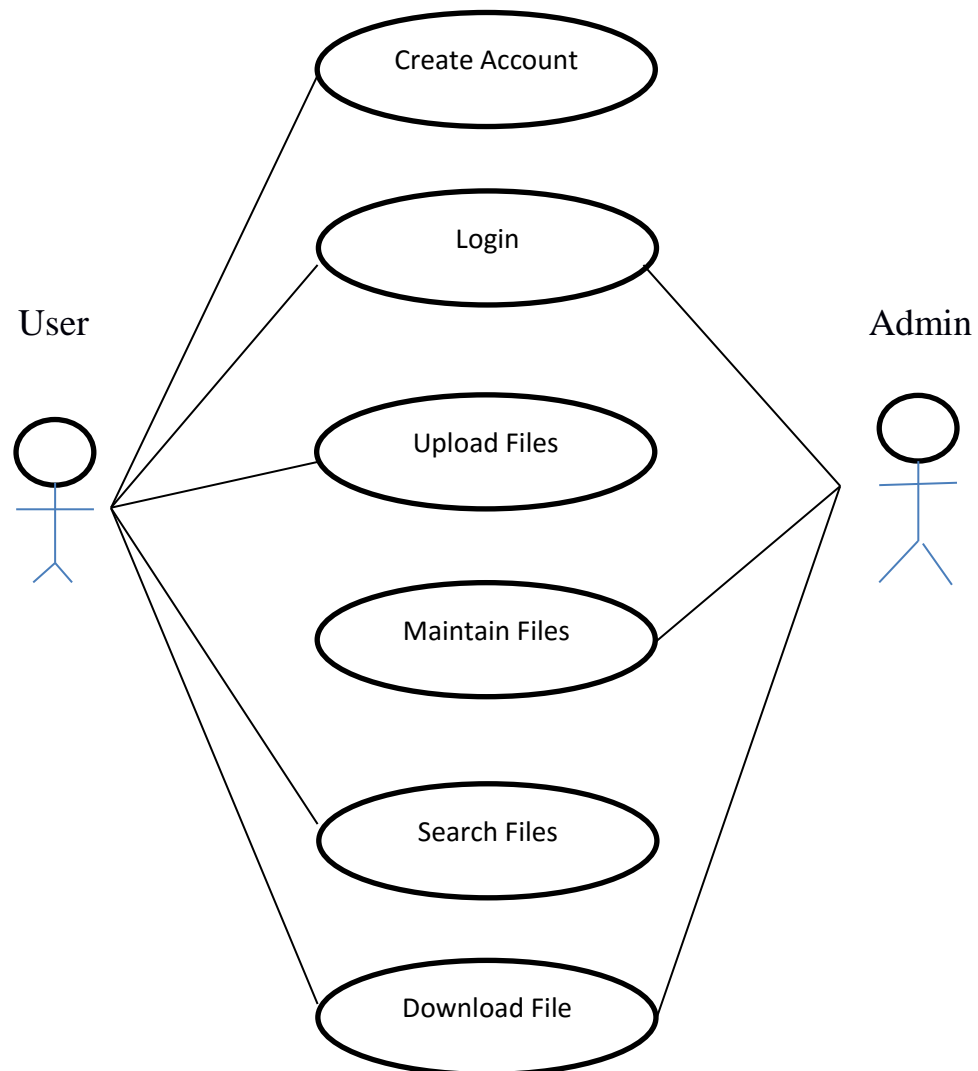 Create Account
Login
User
Admin
Upload Files
Maintain Files
Search Files
Download File